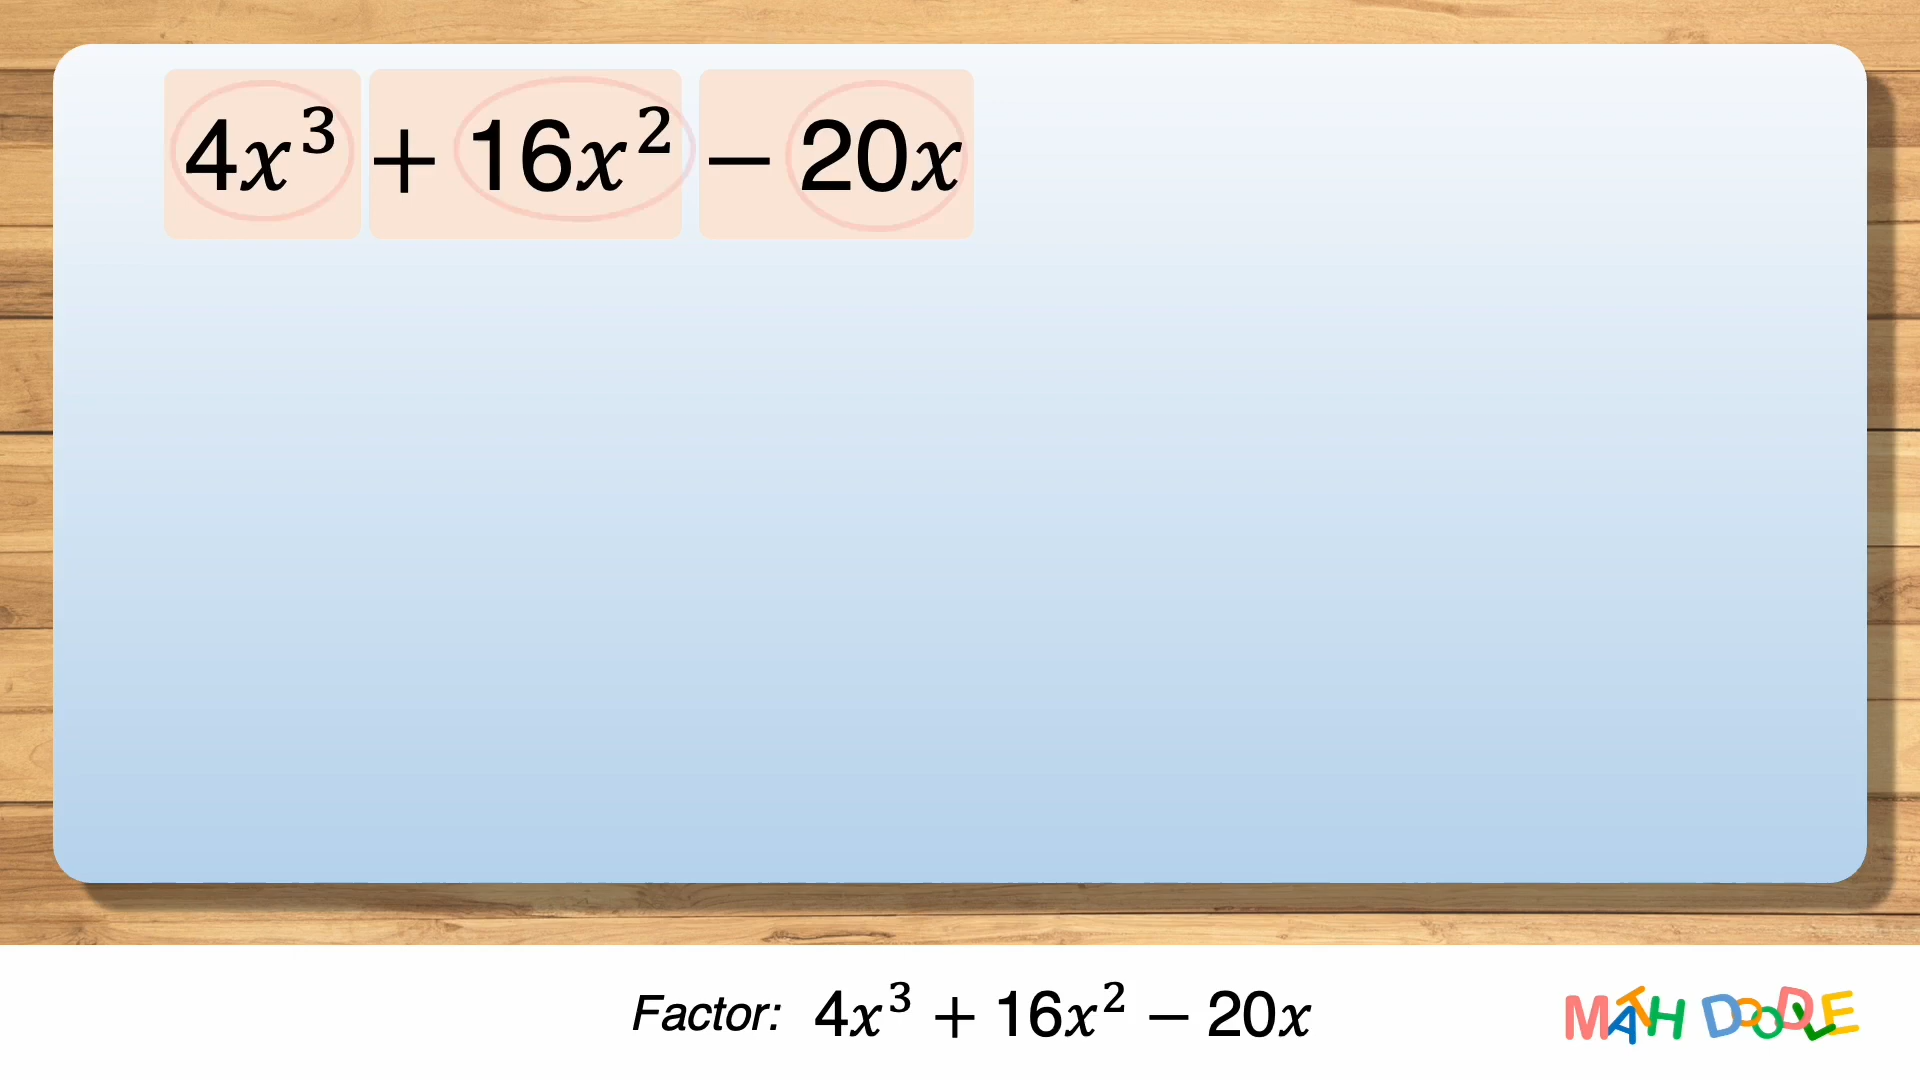 4x³ + 16x² − 20x
Factor: 4x³ + 16x² − 20x
MATH DOODLE